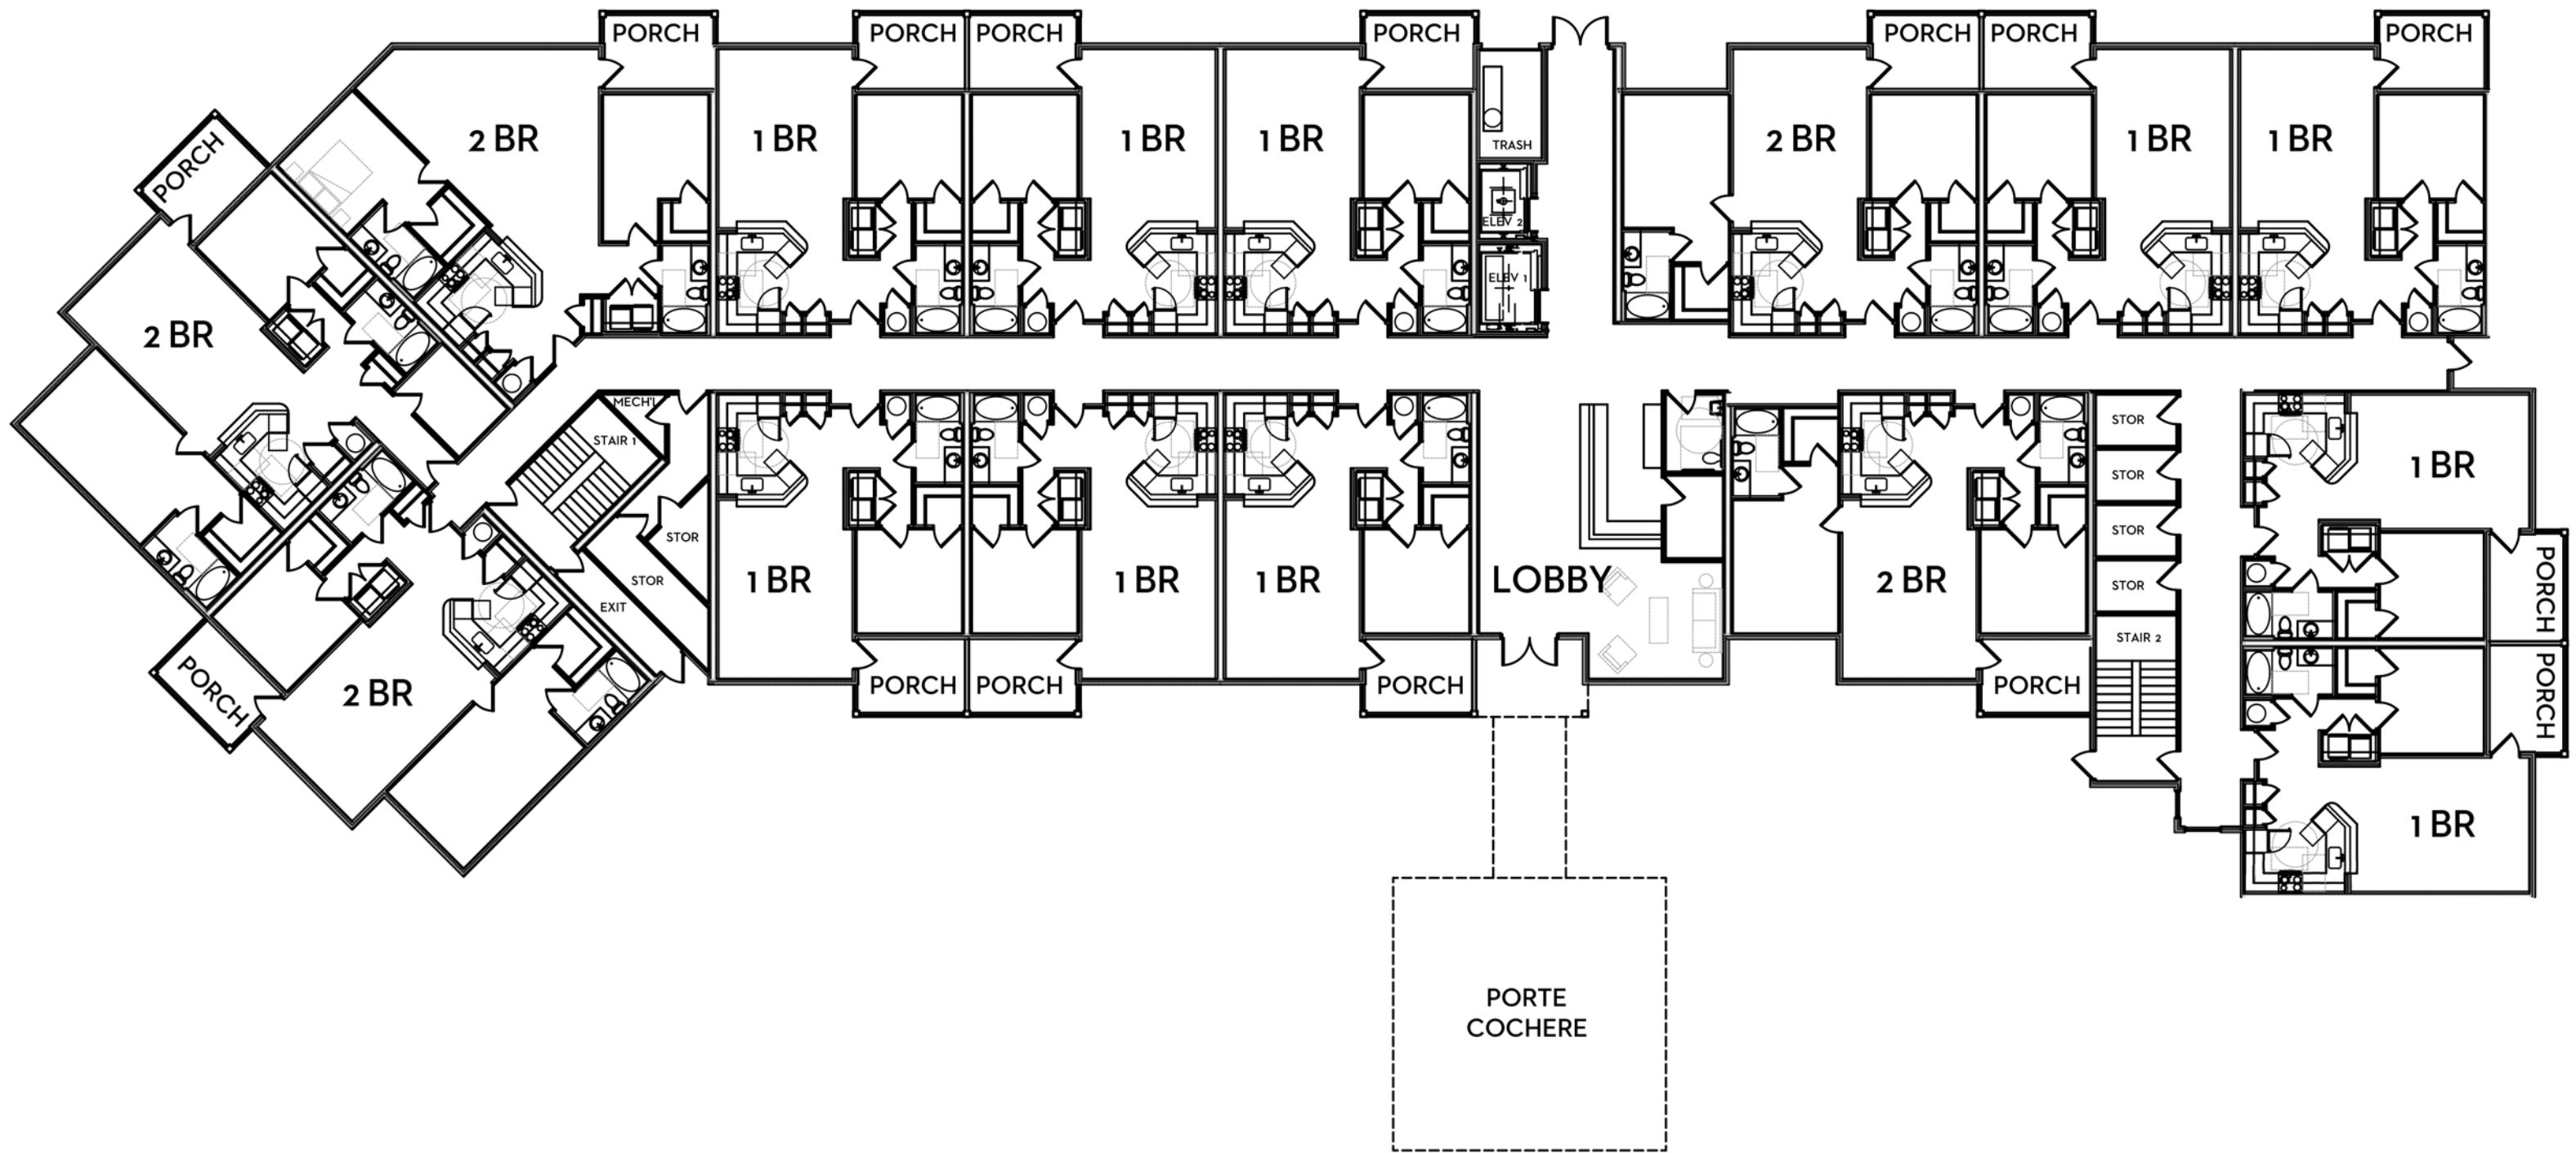 PORCH
PORCH
PORCH
PORCH
PORCH
PORCH
PORCH
PORCH
2 BR
1 BR
1 BR
1 BR
TRASH
2 BR
1 BR
1 BR
ELEV 2
ELEV 1
2 BR
MECH'L
STAIR 1
STOR
STOR
EXIT
1 BR
1 BR
1 BR
LOBBY
2 BR
STOR
STOR
STOR
STOR
STAIR 2
1 BR
PORCH
PORCH
2 BR
PORCH
PORCH
PORCH
PORCH
PORCH
1 BR
PORTE
COCHERE